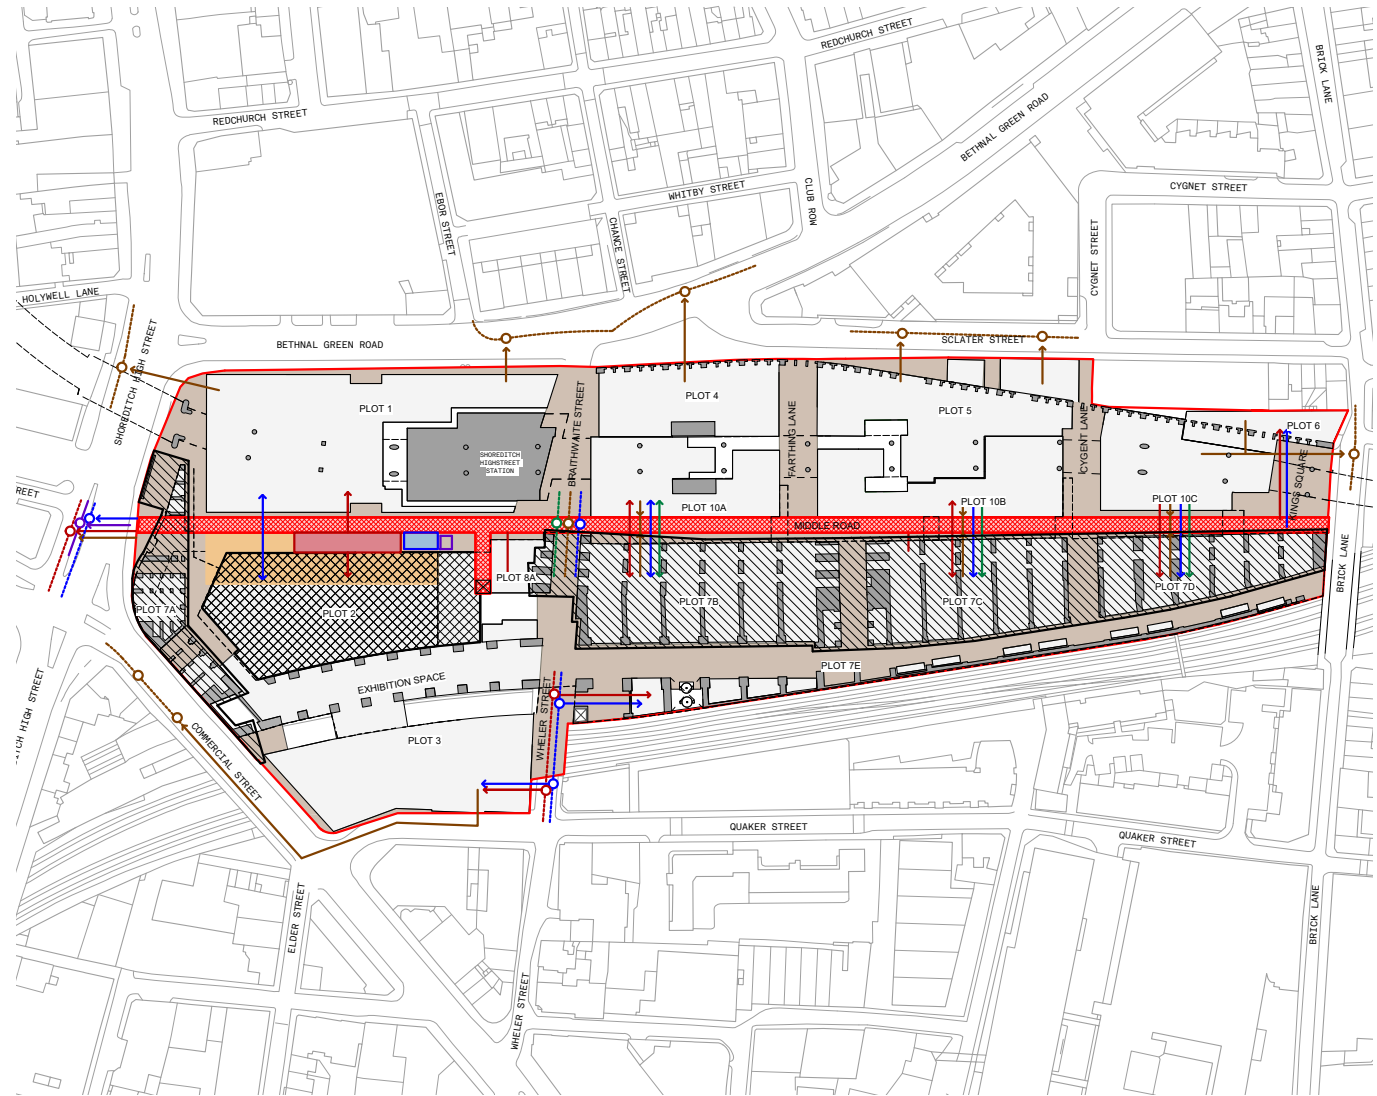 REDCHURCH STREET
REDCHURCH STREET
BRICK LANE
BETHNAL GREEN ROAD
WHITBY STREET
CLUB ROW
CYGNET STREET
EBOR STREET
CHANCE STREET
CYGNET STREET
HOLYWELL LANE
SHOREDITCH HIGH STREET
BETHNAL GREEN ROAD
SCLATER STREET
PLOT 1
PLOT 4
PLOT 5
PLOT 6
BRAITHWAITE STREET
FARTHING LANE
CYGENT LANE
KINGS SQUARE
SHOREDITCH
HIGHSTREET
STATION
REET
PLOT 10A
PLOT 10B
PLOT 10C
MIDDLE ROAD
PLOT 8A
PLOT 7A
PLOT 2
PLOT 7B
PLOT 7C
PLOT 7D
BRICK LANE
PLOT 7E
EXHIBITION SPACE
WHELER STREET
PLOT 3
ITCH HIGH STREET
COMMERCIAL STREET
QUAKER STREET
QUAKER STREET
ELDER STREET
BRICK LANE
WHELER STREET